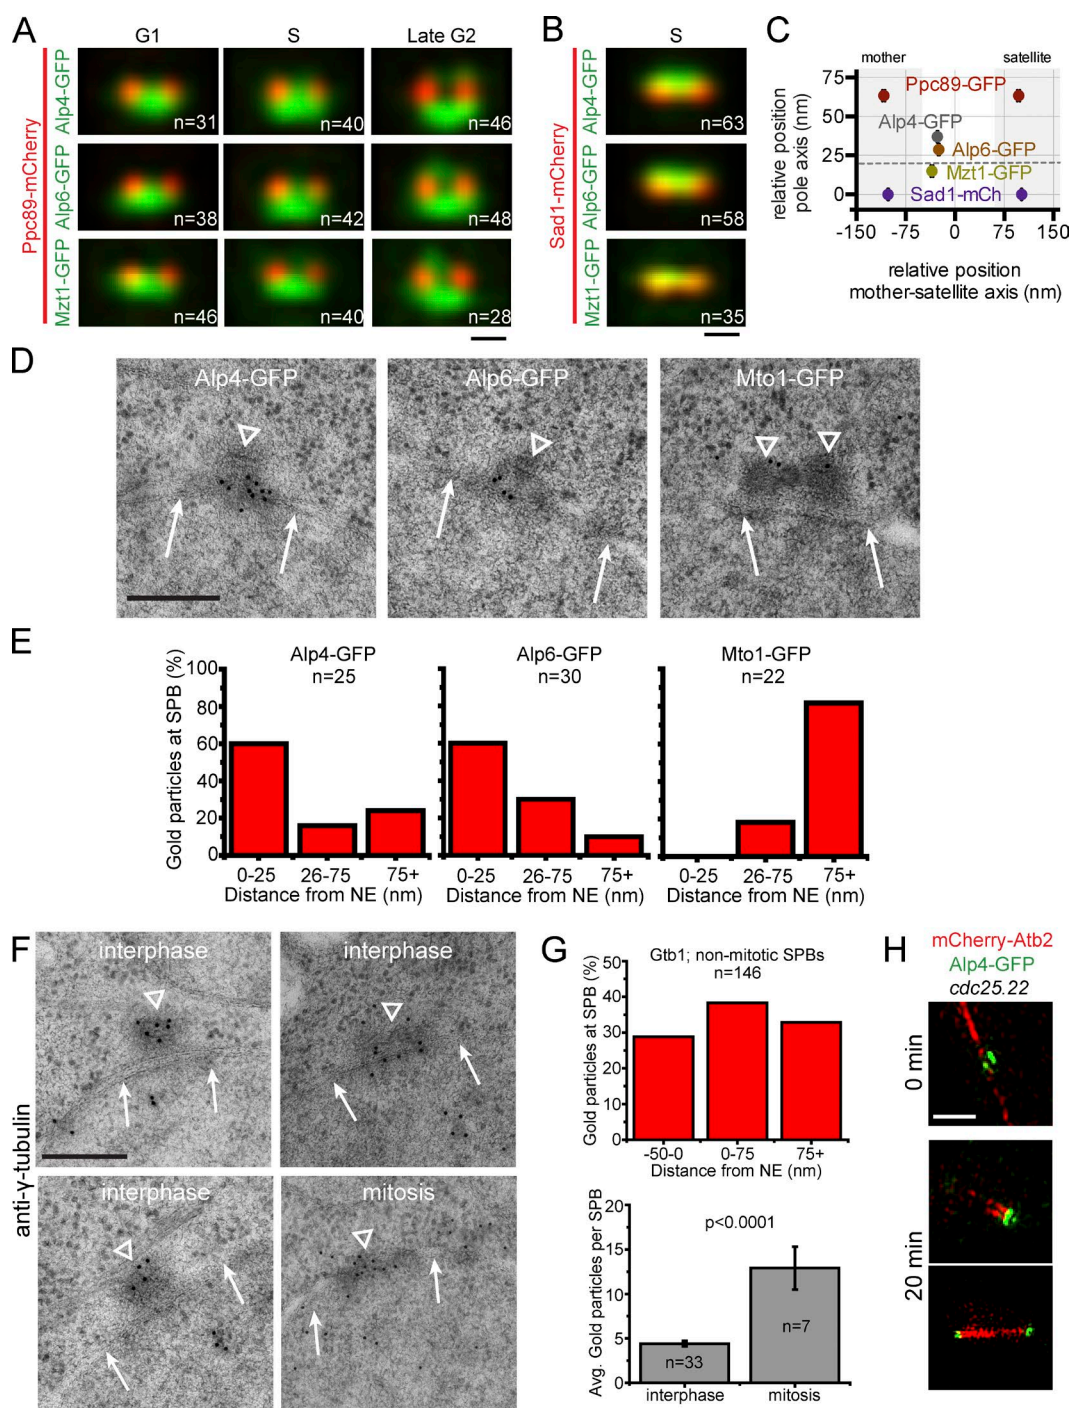 A
G1
S
Late G2
Ppc89-mCherry
Alp4-GFP
n=31
n=40
n=46
Alp6-GFP
n=38
n=42
n=48
Mzt1-GFP
n=46
n=40
n=28
B
S
Sad1-mCherry
Alp4-GFP
n=63
Alp6-GFP
n=58
Mzt1-GFP
n=35
C
mother
satellite
relative position
pole axis (nm)
75
50
25
0
Ppc89-GFP
Alp4-GFP
Alp6-GFP
Mzt1-GFP
Sad1-mCh
-150 -75 0 75 150
relative position
mother-satellite axis (nm)
D
Alp4-GFP
Alp6-GFP
Mto1-GFP
E
Gold particles at SPB (%)
100
80
60
40
20
0
Alp4-GFP
n=25
0-25 26-75 75+
Distance from NE (nm)
Alp6-GFP
n=30
0-25 26-75 75+
Distance from NE (nm)
Mto1-GFP
n=22
0-25 26-75 75+
Distance from NE (nm)
F
anti-γ-tubulin
interphase
interphase
interphase
mitosis
G
Gtb1; non-mitotic SPBs
n=146
Gold particles at SPB (%)
50
40
30
20
10
0
-50-0 0-75 75+
Distance from NE (nm)
Avg. Gold particles per SPB
20
15
10
5
0
p<0.0001
n=33
n=7
interphase mitosis
H
mCherry-Atb2
Alp4-GFP
cdc25.22
0 min
20 min